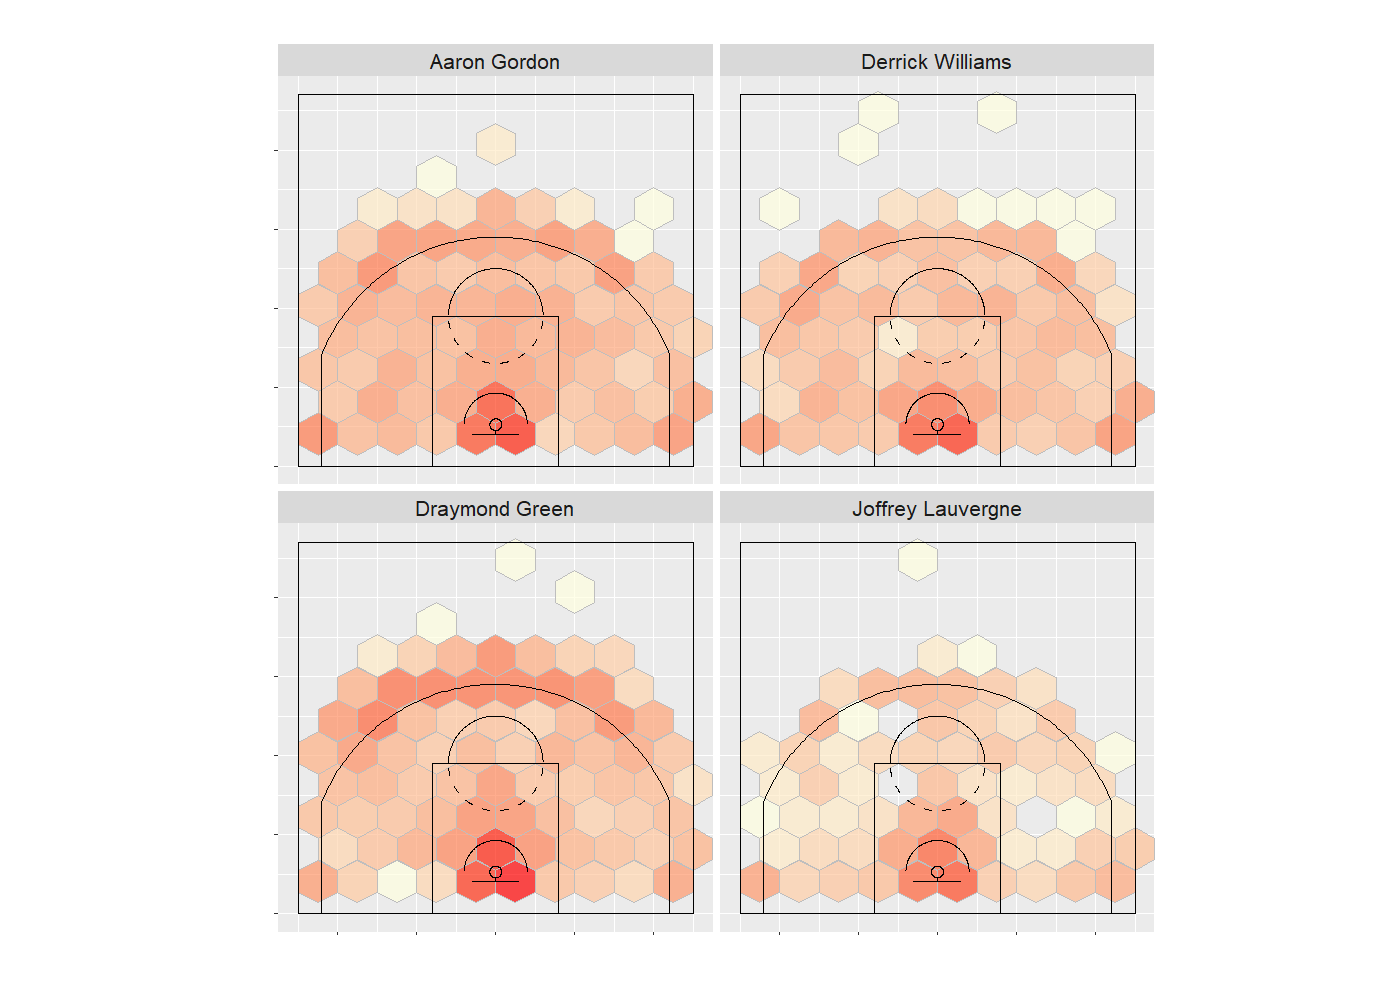 Aaron Gordon
Derrick Williams
Draymond Green
Joffrey Lauvergne